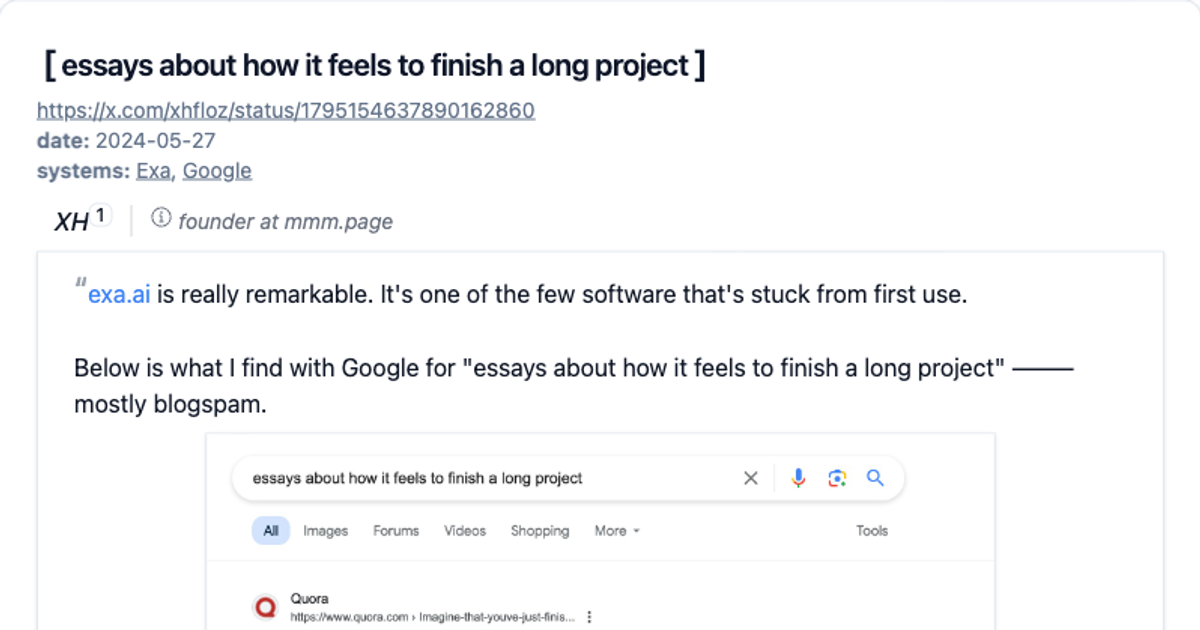 [ essays about how it feels to finish a long project ]
https://x.com/xhfloz/status/1795154637890162860
date: 2024-05-27
systems: Exa, Google
XH 1 founder at mmm.page
"exa.ai is really remarkable. It's one of the few software that's stuck from first use.
Below is what I find with Google for "essays about how it feels to finish a long project" ———
mostly blogspam.
essays about how it feels to finish a long project
All Images Forums Videos Shopping More Tools
Quora
https://www.quora.com › Imagine-that-youve-just-finis...